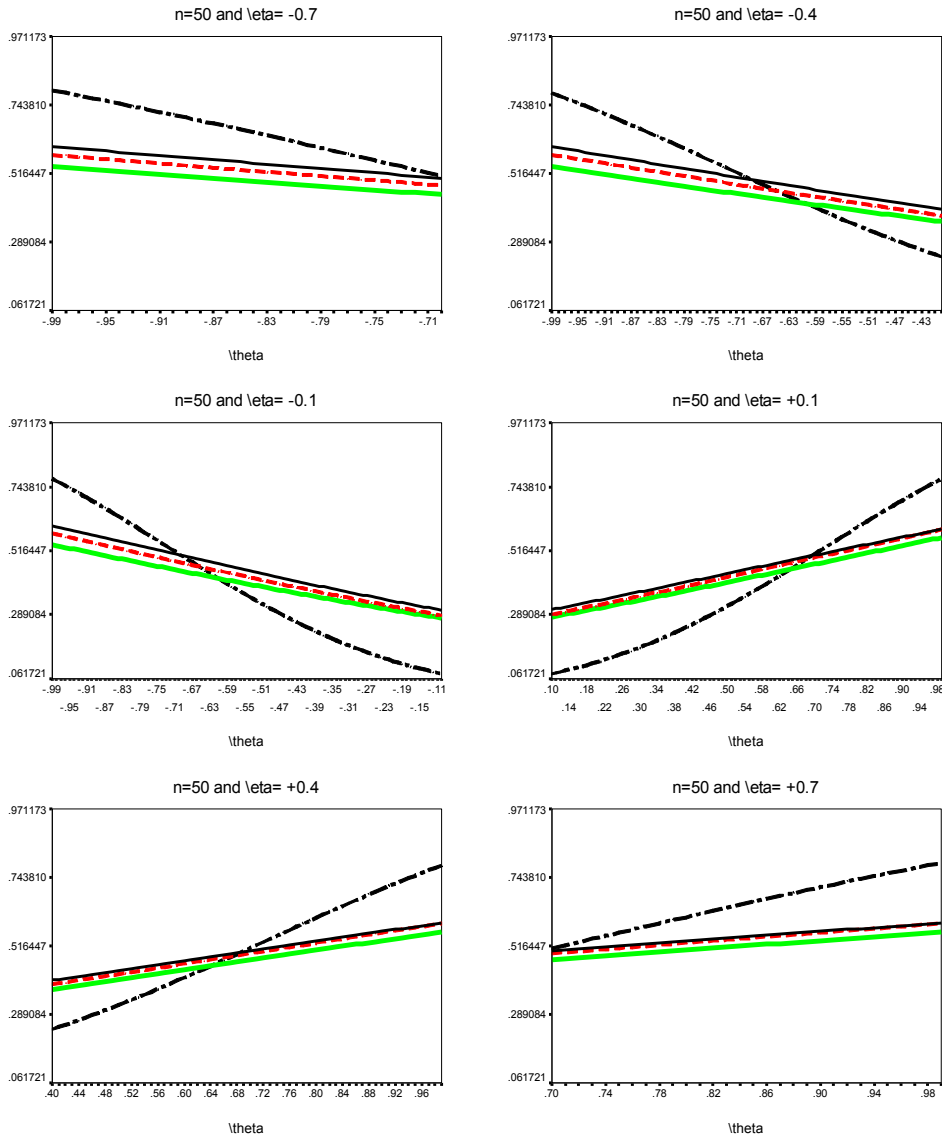 n=50 and \eta= -0.7
.971173
.743810
.516447
.289084
.061721
-.99 -.95 -.91 -.87 -.83 -.79 -.75 -.71
\theta
n=50 and \eta= -0.4
.971173
.743810
.516447
.289084
.061721
-.99 -.95 -.91 -.87 -.83 -.79 -.75 -.71 -.67 -.63 -.59 -.55 -.51 -.47 -.43
\theta
n=50 and \eta= -0.1
.971173
.743810
.516447
.289084
.061721
-.99 -.91 -.83 -.75 -.71 -.59 -.51 -.43 -.35 -.27 -.19 -.11
-.95 -.87 -.79 -.71 -.63 -.55 -.47 -.39 -.31 -.23 -.15
\theta
n=50 and \eta= +0.1
.971173
.743810
.516447
.289084
.061721
.10 .18 .26 .34 .42 .50 .58 .66 .74 .82 .90 .98
.14 .22 .30 .38 .46 .54 .62 .70 .78 .86 .94
\theta
n=50 and \eta= +0.4
.971173
.743810
.516447
.289084
.061721
.40 .44 .48 .52 .56 .60 .64 .68 .72 .76 .80 .84 .88 .92 .96
\theta
n=50 and \eta= +0.7
.971173
.743810
.516447
.289084
.061721
.70 .74 .78 .82 .86 .90 .94 .98
\theta